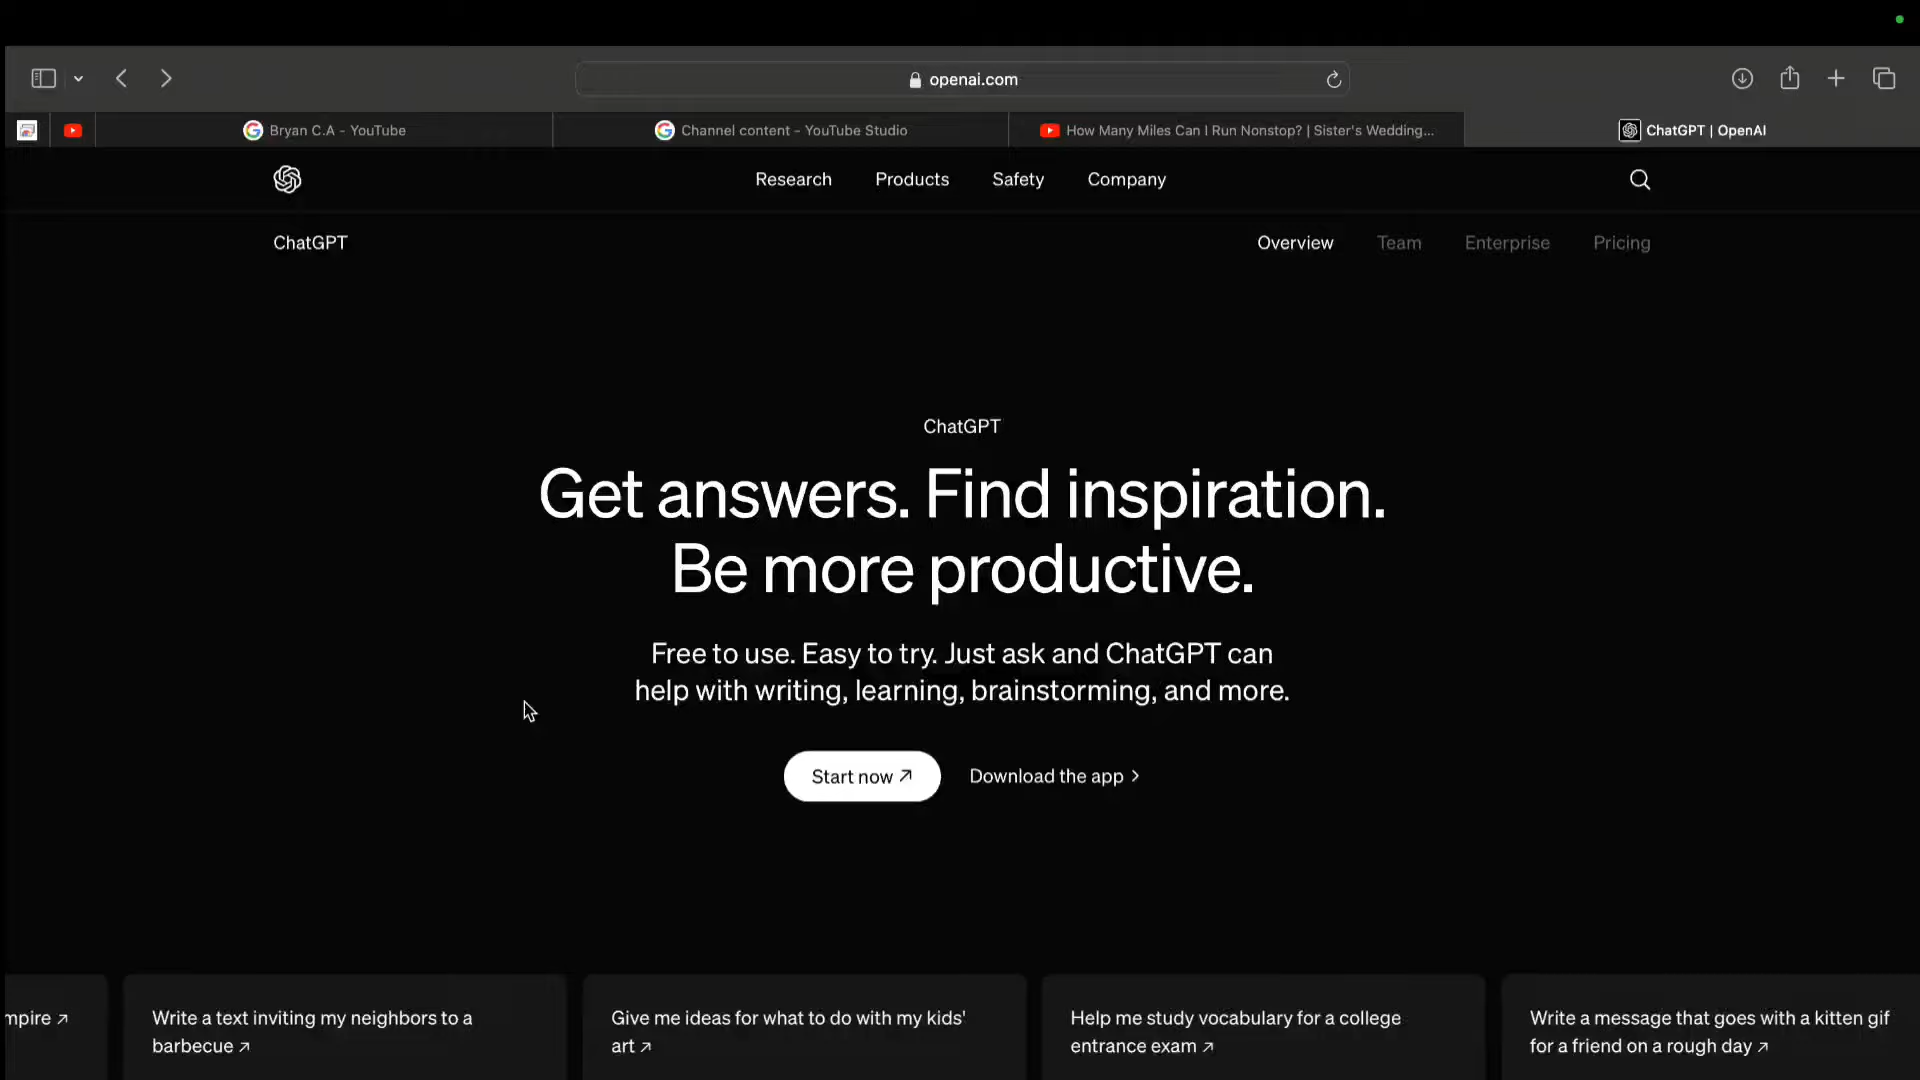 openai.com
Bryan C.A - YouTube
Channel content - YouTube Studio
How Many Miles Can I Run Nonstop? | Sister's Wedding...
ChatGPT | OpenAI
Research
Products
Safety
Company
ChatGPT
Overview
Team
Enterprise
Pricing
ChatGPT
Get answers. Find inspiration.
Be more productive.
Free to use. Easy to try. Just ask and ChatGPT can
help with writing, learning, brainstorming, and more.
Start now ↗
Download the app >
mpire ↗
Write a text inviting my neighbors to a
barbecue ↗
Give me ideas for what to do with my kids'
art ↗
Help me study vocabulary for a college
entrance exam ↗
Write a message that goes with a kitten gif
for a friend on a rough day ↗